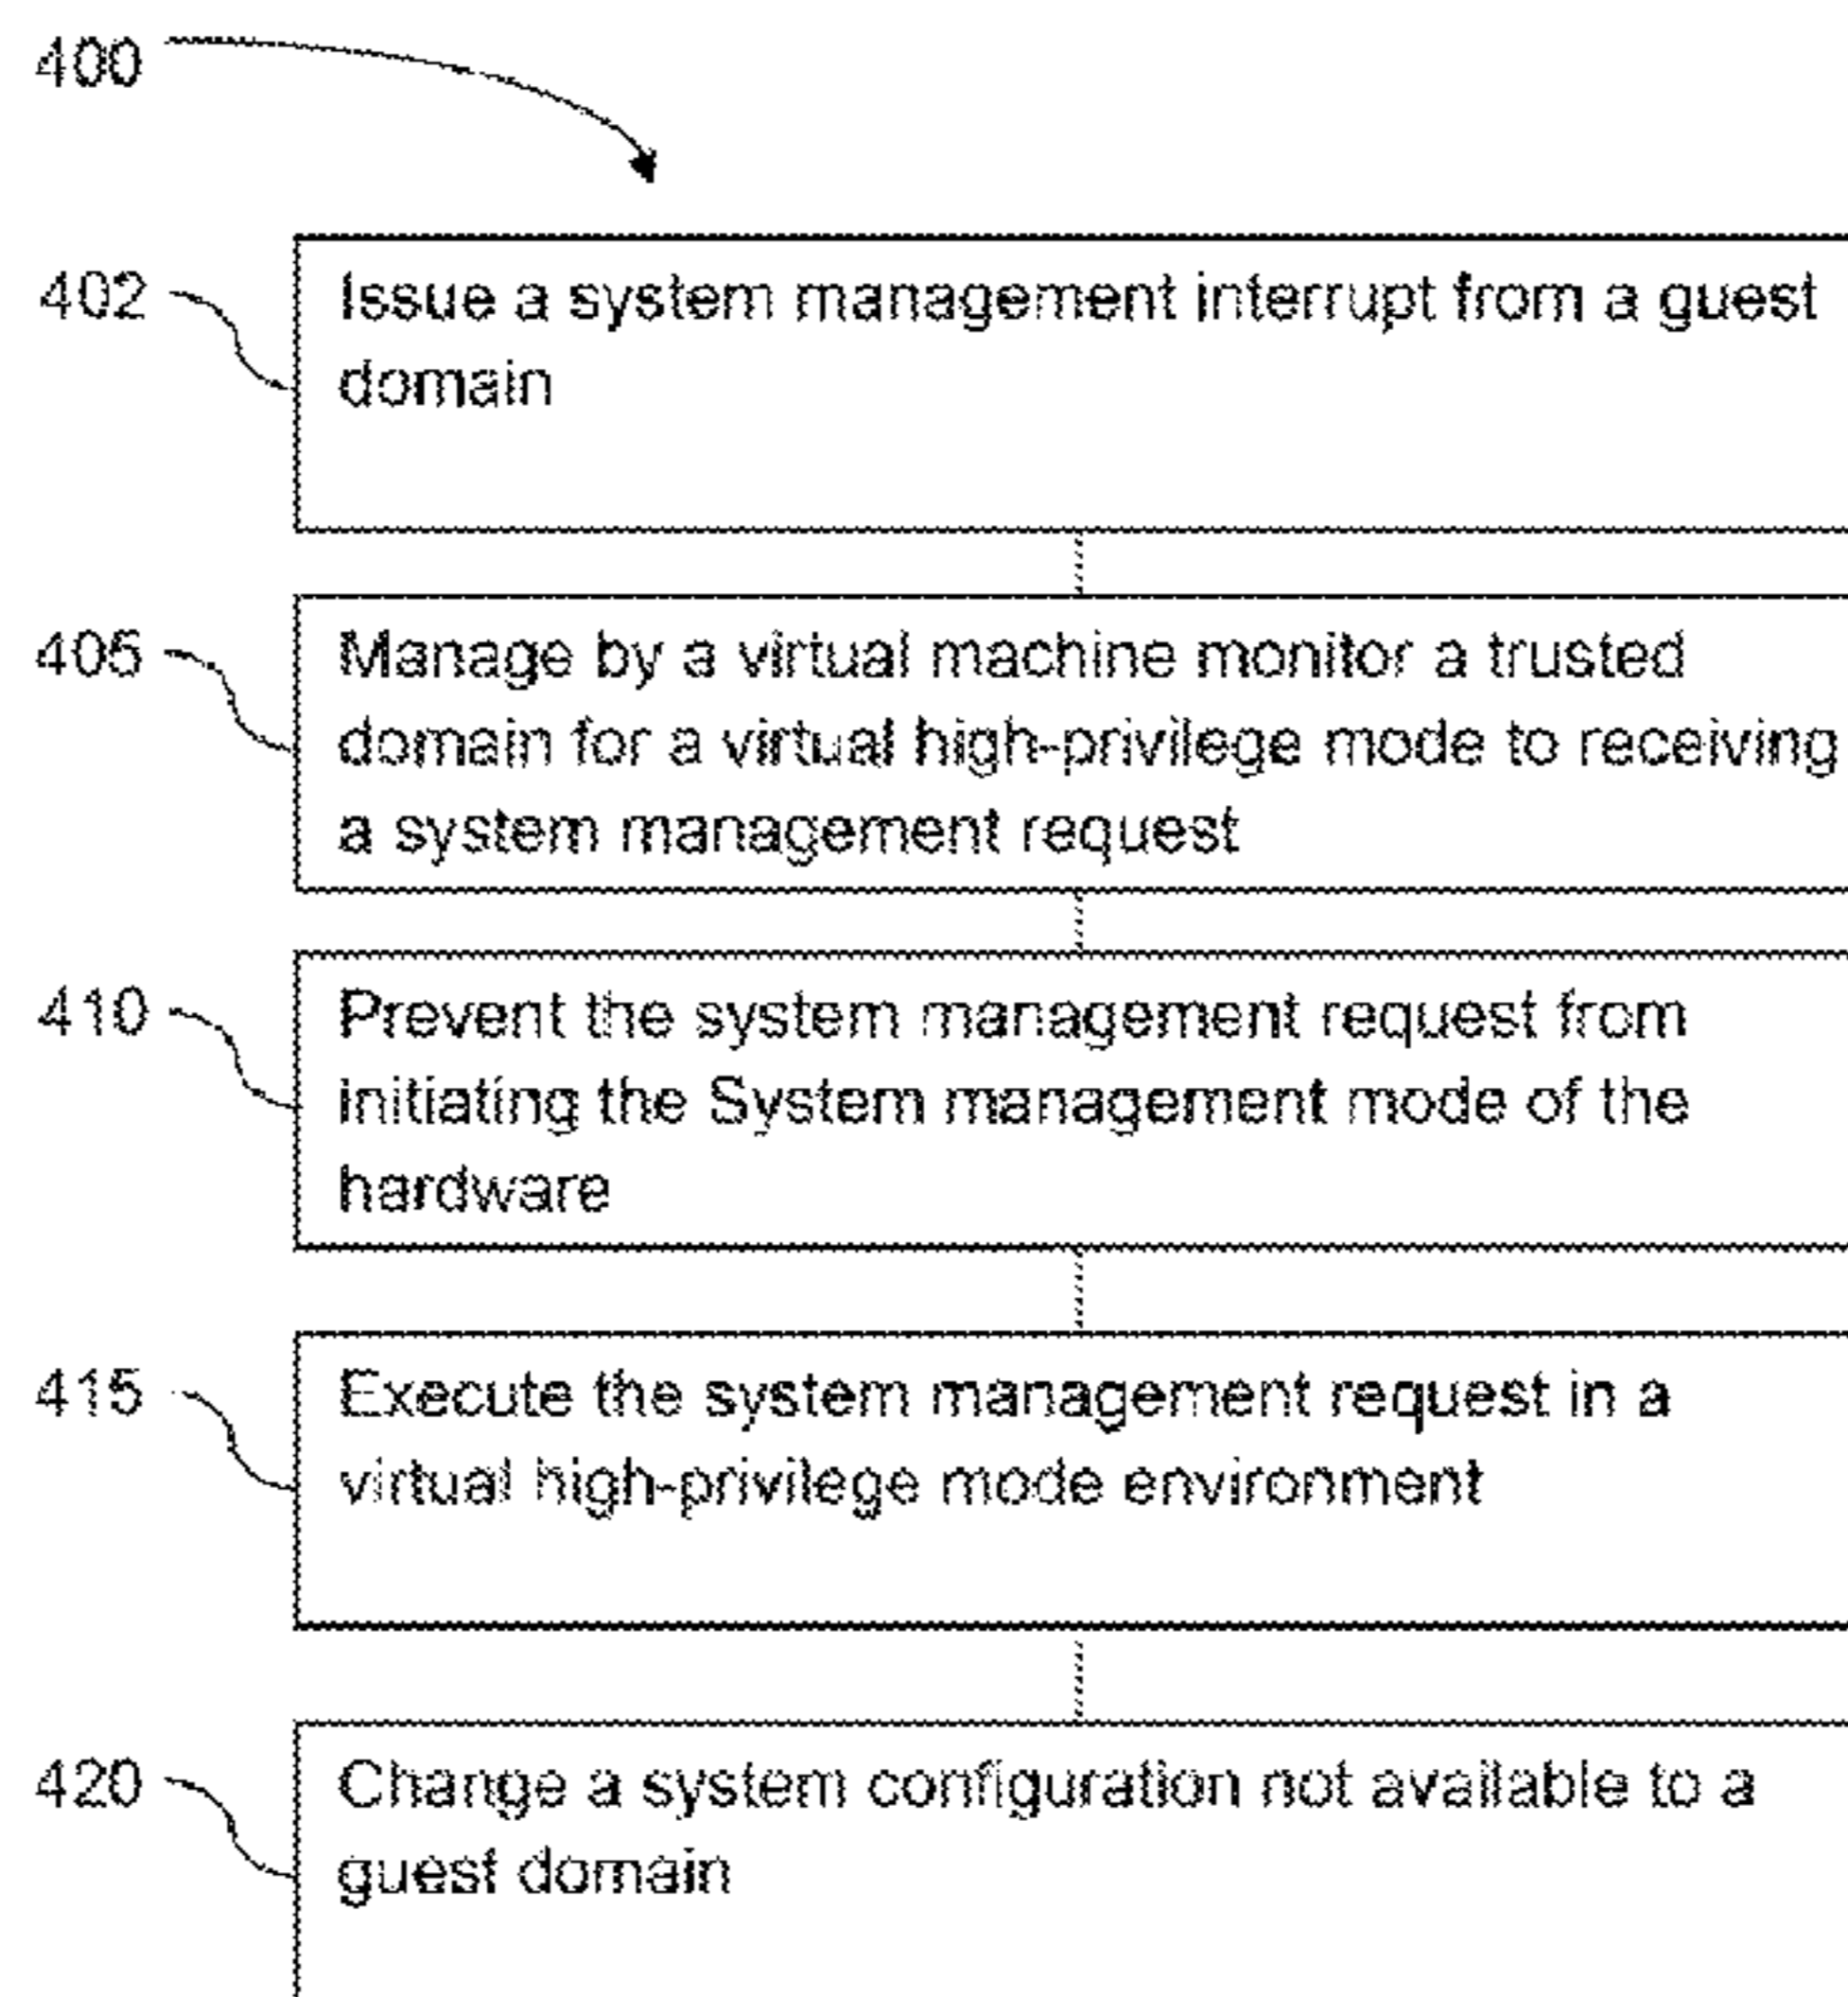 400
402
Issue a system management interrupt from a guest
domain
405
Manage by a virtual machine monitor a trusted
domain for a virtual high-privilege mode to receiving
a system management request
410
Prevent the system management request from
initiating the System management mode of the
hardware
415
Execute the system management request in a
virtual high-privilege mode environment
420
Change a system configuration not available to a
guest domain